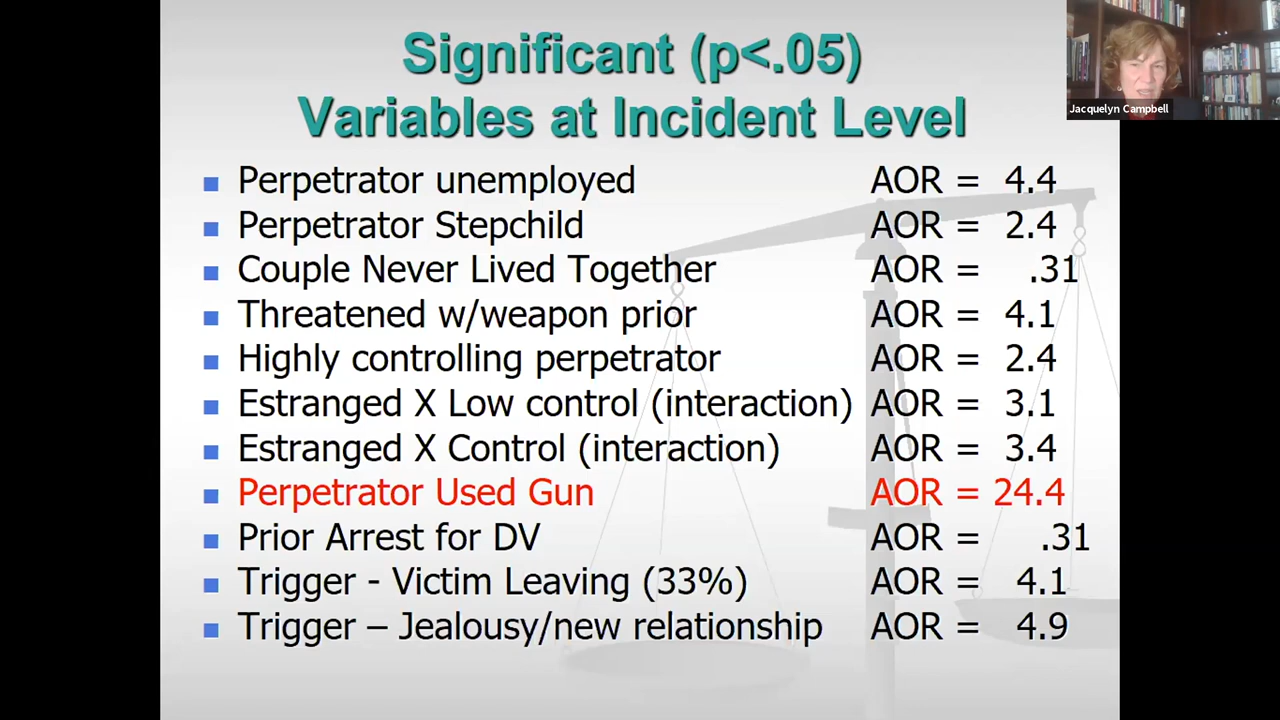 Significant (p<.05)
Variables at Incident Level
Jacquelyn Campbell
Perpetrator unemployed AOR = 4.4
Perpetrator Stepchild AOR = 2.4
Couple Never Lived Together AOR = .31
Threatened w/weapon prior AOR = 4.1
Highly controlling perpetrator AOR = 2.4
Estranged X Low control (interaction) AOR = 3.1
Estranged X Control (interaction) AOR = 3.4
Perpetrator Used Gun AOR = 24.4
Prior Arrest for DV AOR = .31
Trigger - Victim Leaving (33%) AOR = 4.1
Trigger – Jealousy/new relationship AOR = 4.9